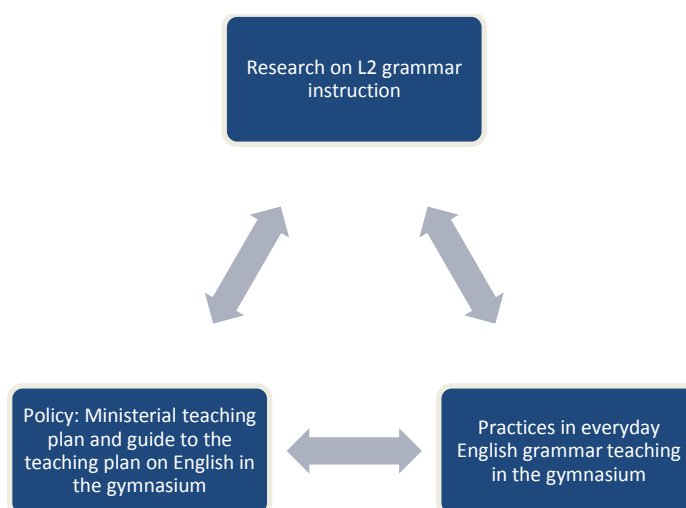 Research on L2 grammar
instruction
Policy: Ministerial teaching
plan and guide to the
teaching plan on English in
the gymnasium
Practices in everyday
English grammar teaching
in the gymnasium